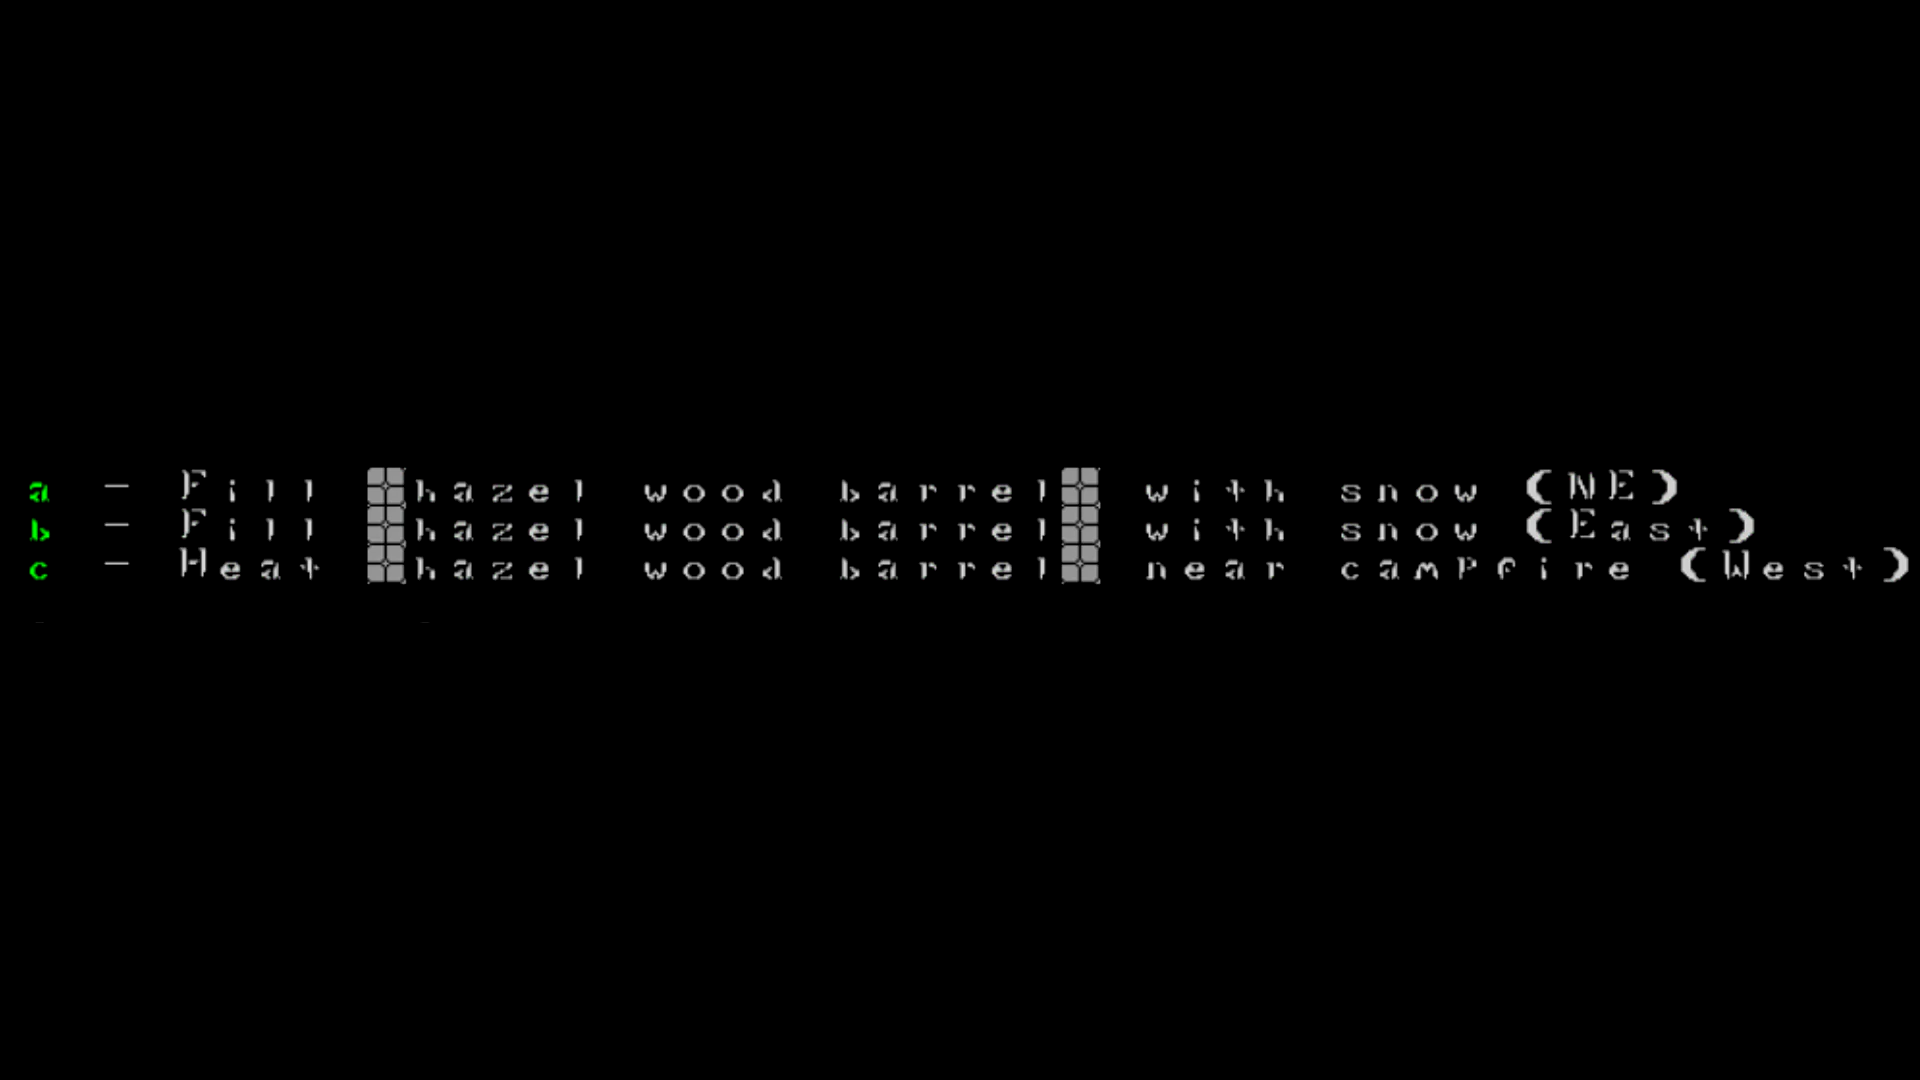 a - Fill ╬hazel wood barrel╬ with snow (NE)
b - Fill ╬hazel wood barrel╬ with snow (East)
c - Heat ╬hazel wood barrel╬ near campfire (West)